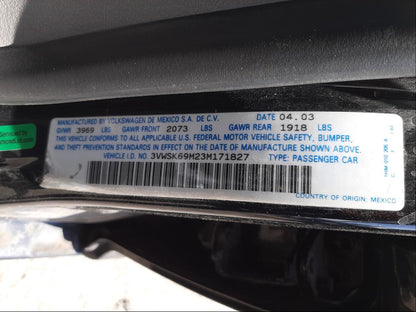 MANUFACTURED BY VOLKSWAGEN DE MEXICO S.A. DE C.V. DATE 04.03
GVWR 3969 LBS GAWR FRONT 2073 LBS GAWR REAR 1918 LBS
THIS VEHICLE CONFORMS TO ALL APPLICABLE U.S. FEDERAL MOTOR VEHICLE SAFETY, BUMPER,
AND THEFT PREVENTION STANDARDS IN EFFECT ON THE DATE OF MANUFACTURE SHOWN ABOVE.
VEHICLE I.D. NO. 3VWSK69M23M171827 TYPE: PASSENGER CAR
COUNTRY OF ORIGIN: MEXICO
Serviced by